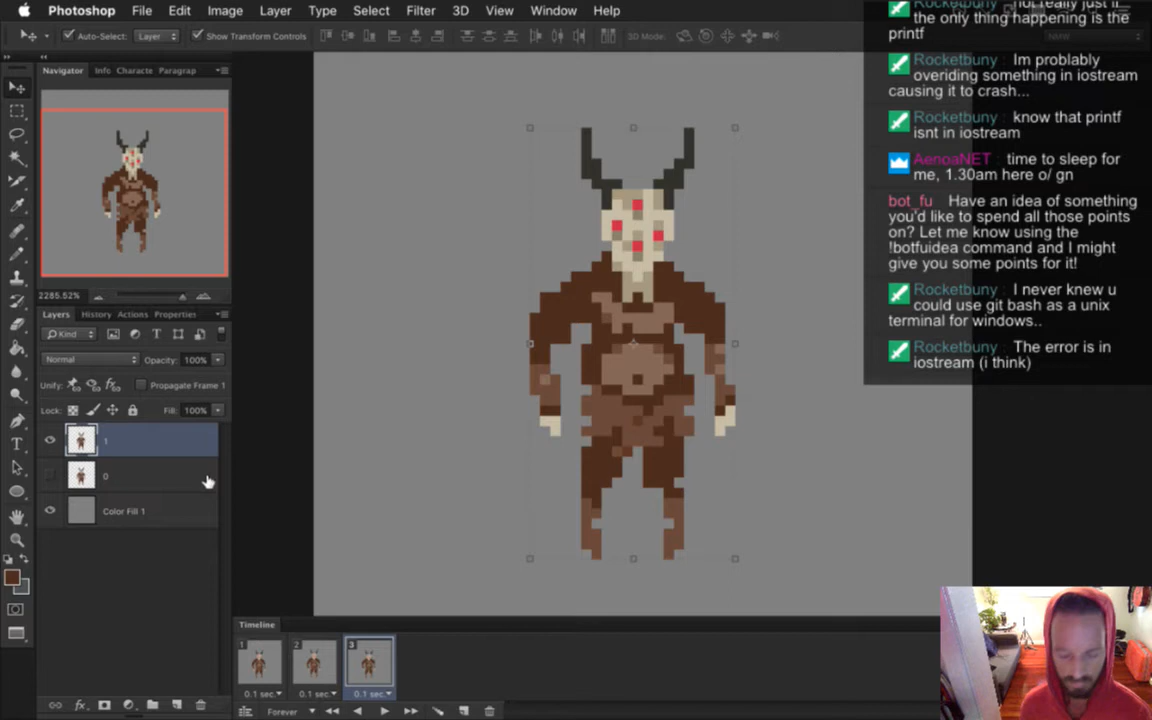 Photoshop File Edit Image Layer Type Select Filter 3D View Window Help
Auto-Select: Layer Show Transform Controls 3D Mode:
Navigator Info Characte Paragrap
2285.52%
Layers History Actions Properties
Kind
Normal Opacity: 100%
Unify: Propagate Frame 1
Lock: Fill: 100%
1
0
Color Fill 1
Timeline
1 2 3
0.1 sec. 0.1 sec. 0.1 sec.
Forever
the only thing happening is the
printf
Rocketbuny : Im problably
overiding something in iostream
causing it to crash...
Rocketbuny : know that printf
isnt in iostream
AenoaNET : time to sleep for
me, 1.30am here o/ gn
bot_fu Have an idea of something
you'd like to spend all those points
on? Let me know using the
!botfuidea command and I might
give you some points for it!
Rocketbuny : I never knew u
could use git bash as a unix
terminal for windows..
Rocketbuny : The error is in
iostream (i think)